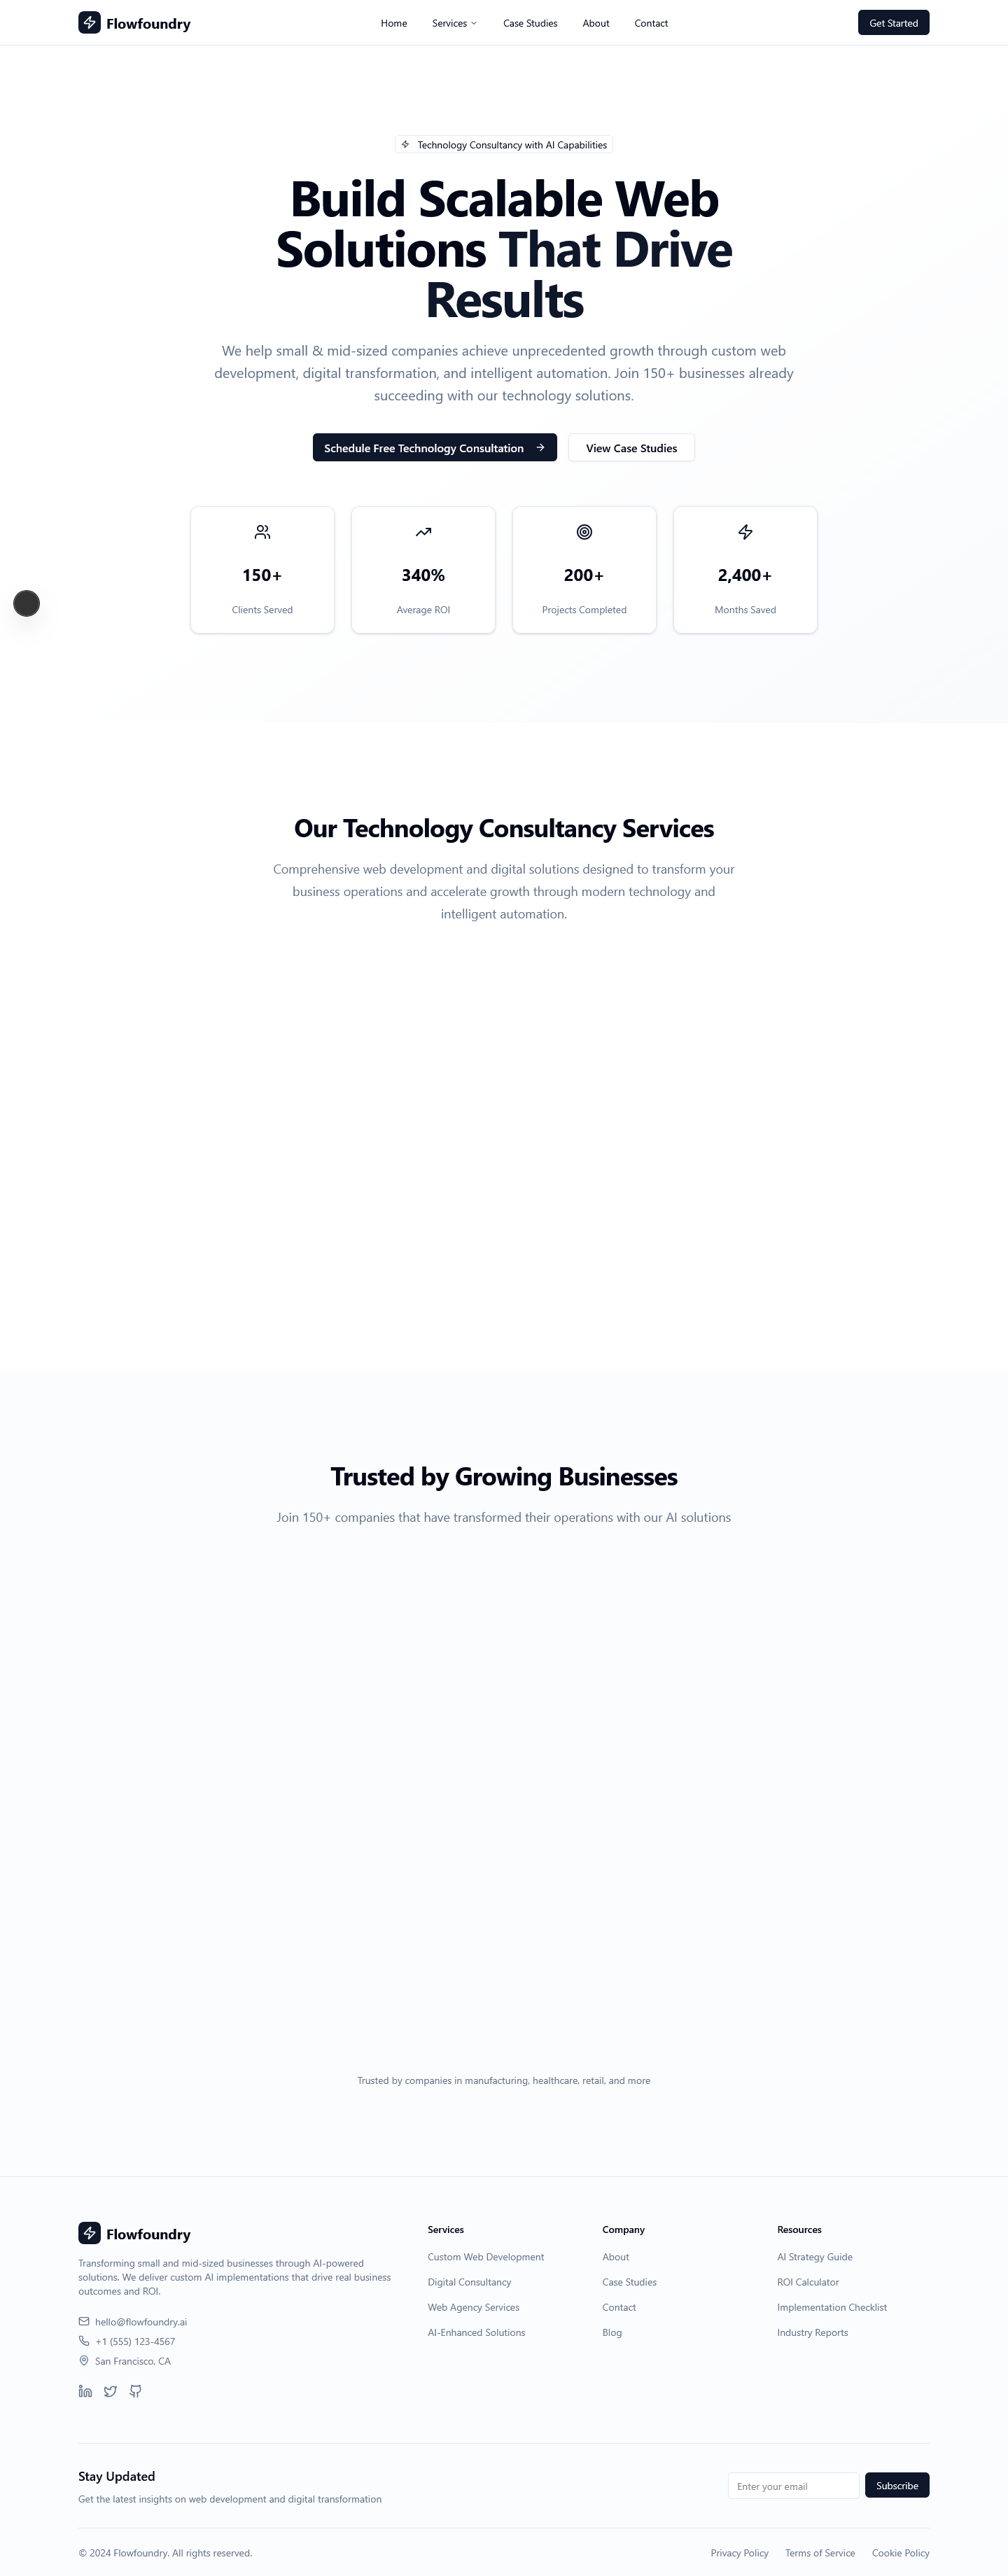 Flowfoundry
Home
Services
Case Studies
About
Contact
Get Started
Technology Consultancy with AI Capabilities
Build Scalable Web
Solutions That Drive
Results
We help small & mid-sized companies achieve unprecedented growth through custom web
development, digital transformation, and intelligent automation. Join 150+ businesses already
succeeding with our technology solutions.
Schedule Free Technology Consultation
View Case Studies
150+
Clients Served
340%
Average ROI
200+
Projects Completed
2,400+
Months Saved
Our Technology Consultancy Services
Comprehensive web development and digital solutions designed to transform your
business operations and accelerate growth through modern technology and
intelligent automation.
Trusted by Growing Businesses
Join 150+ companies that have transformed their operations with our AI solutions
Trusted by companies in manufacturing, healthcare, retail, and more
Flowfoundry
Transforming small and mid-sized businesses through AI-powered
solutions. We deliver custom AI implementations that drive real business
outcomes and ROI.
hello@flowfoundry.ai
+1 (555) 123-4567
San Francisco, CA
Services
Custom Web Development
Digital Consultancy
Web Agency Services
AI-Enhanced Solutions
Company
About
Case Studies
Contact
Blog
Resources
AI Strategy Guide
ROI Calculator
Implementation Checklist
Industry Reports
Stay Updated
Get the latest insights on web development and digital transformation
Enter your email
Subscribe
© 2024 Flowfoundry. All rights reserved.
Privacy Policy
Terms of Service
Cookie Policy